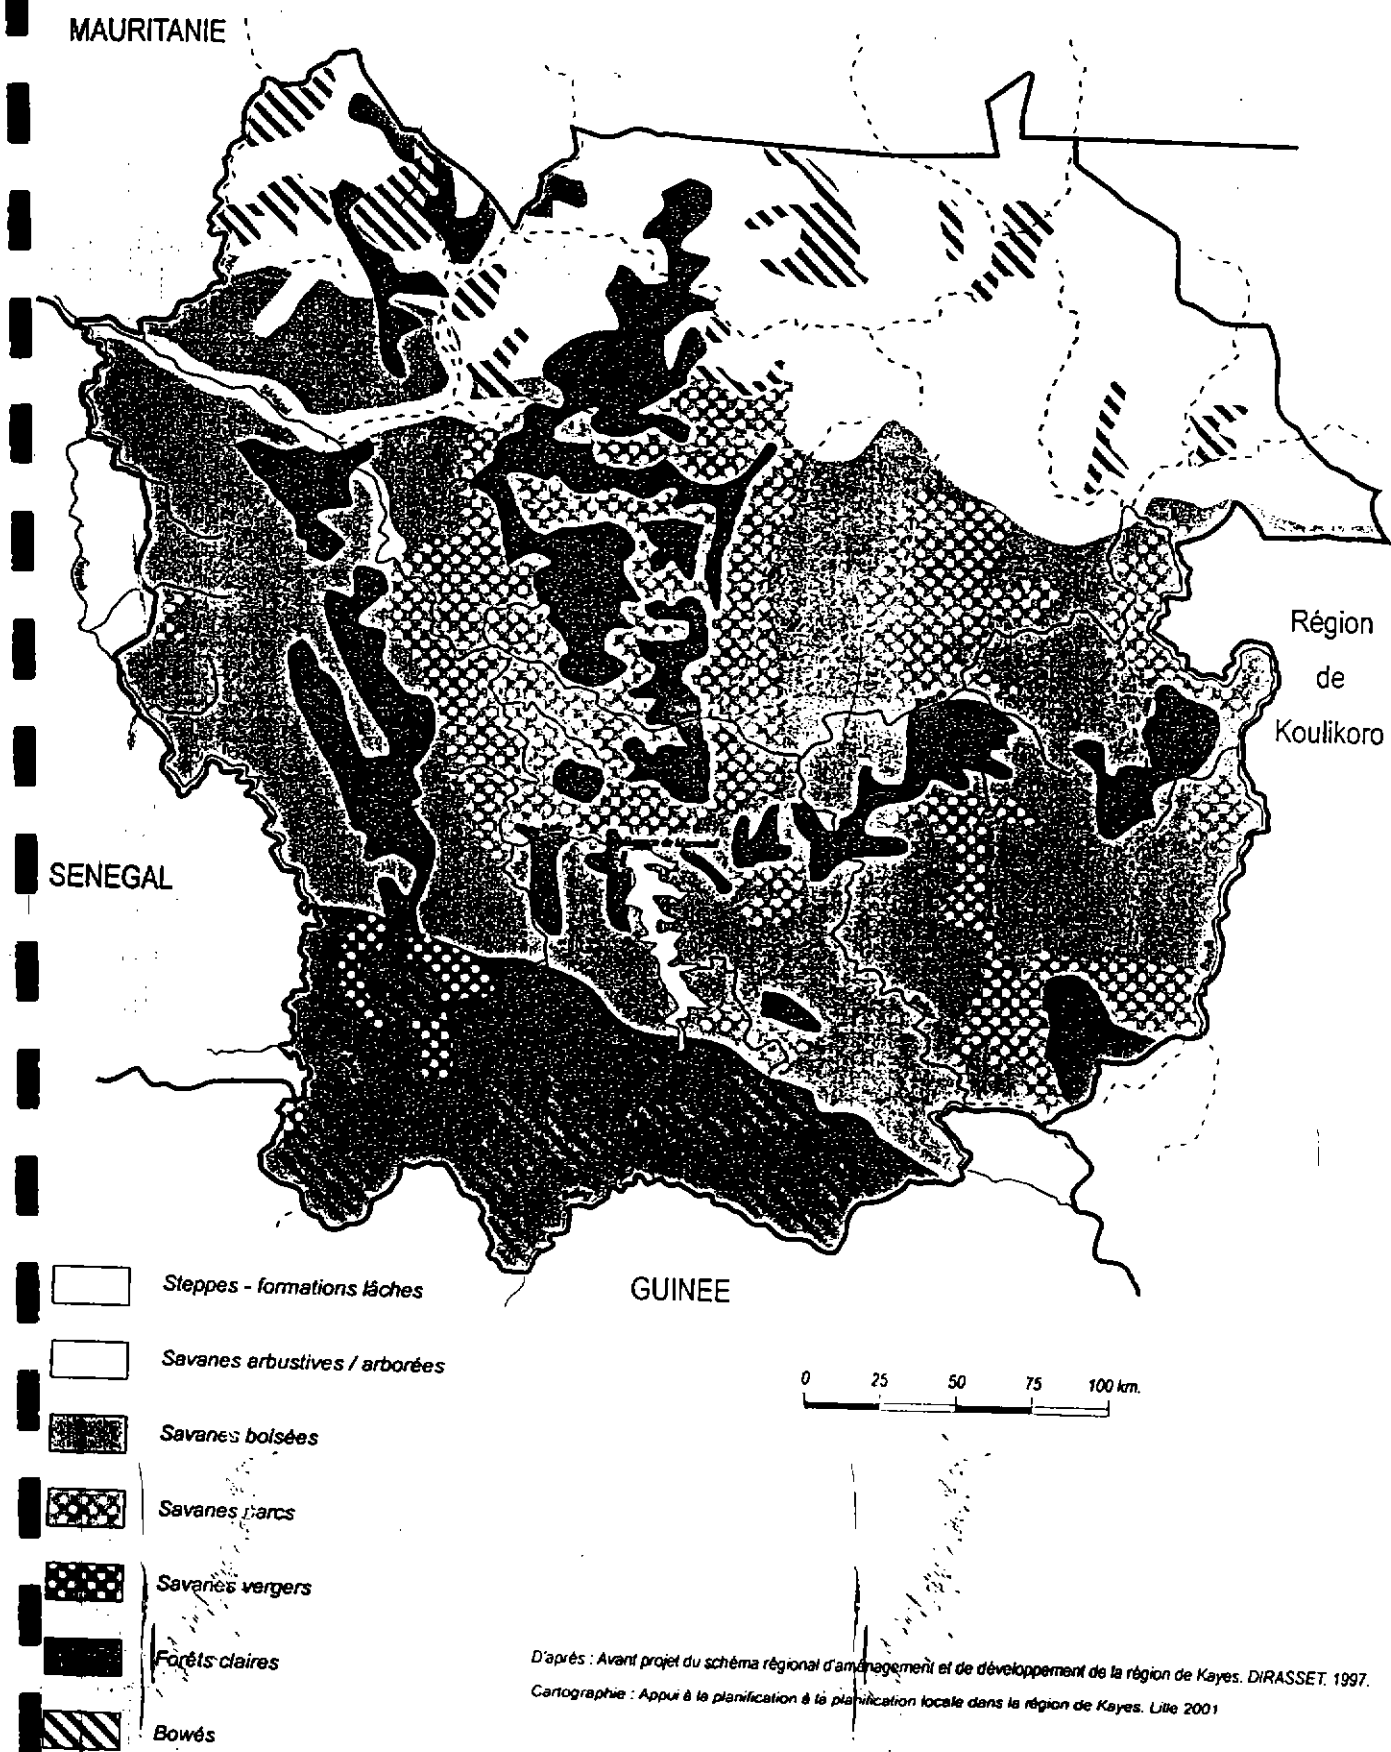 MAURITANIE
Région
de
Koulikoro
SENEGAL
GUINEE
Steppes - formations lâches
Savanes arbustives / arborées
Savanes boisées
Savanes parcs
Savanes vergers
Forêts claires
Bowés
0 25 50 75 100 km.
D'après : Avant projet du schéma régional d'aménagement et de développement de la région de Kayes. DIRASSET. 1997.
Cartographie : Appui à la planification à la planification locale dans la région de Kayes. Lille 2001